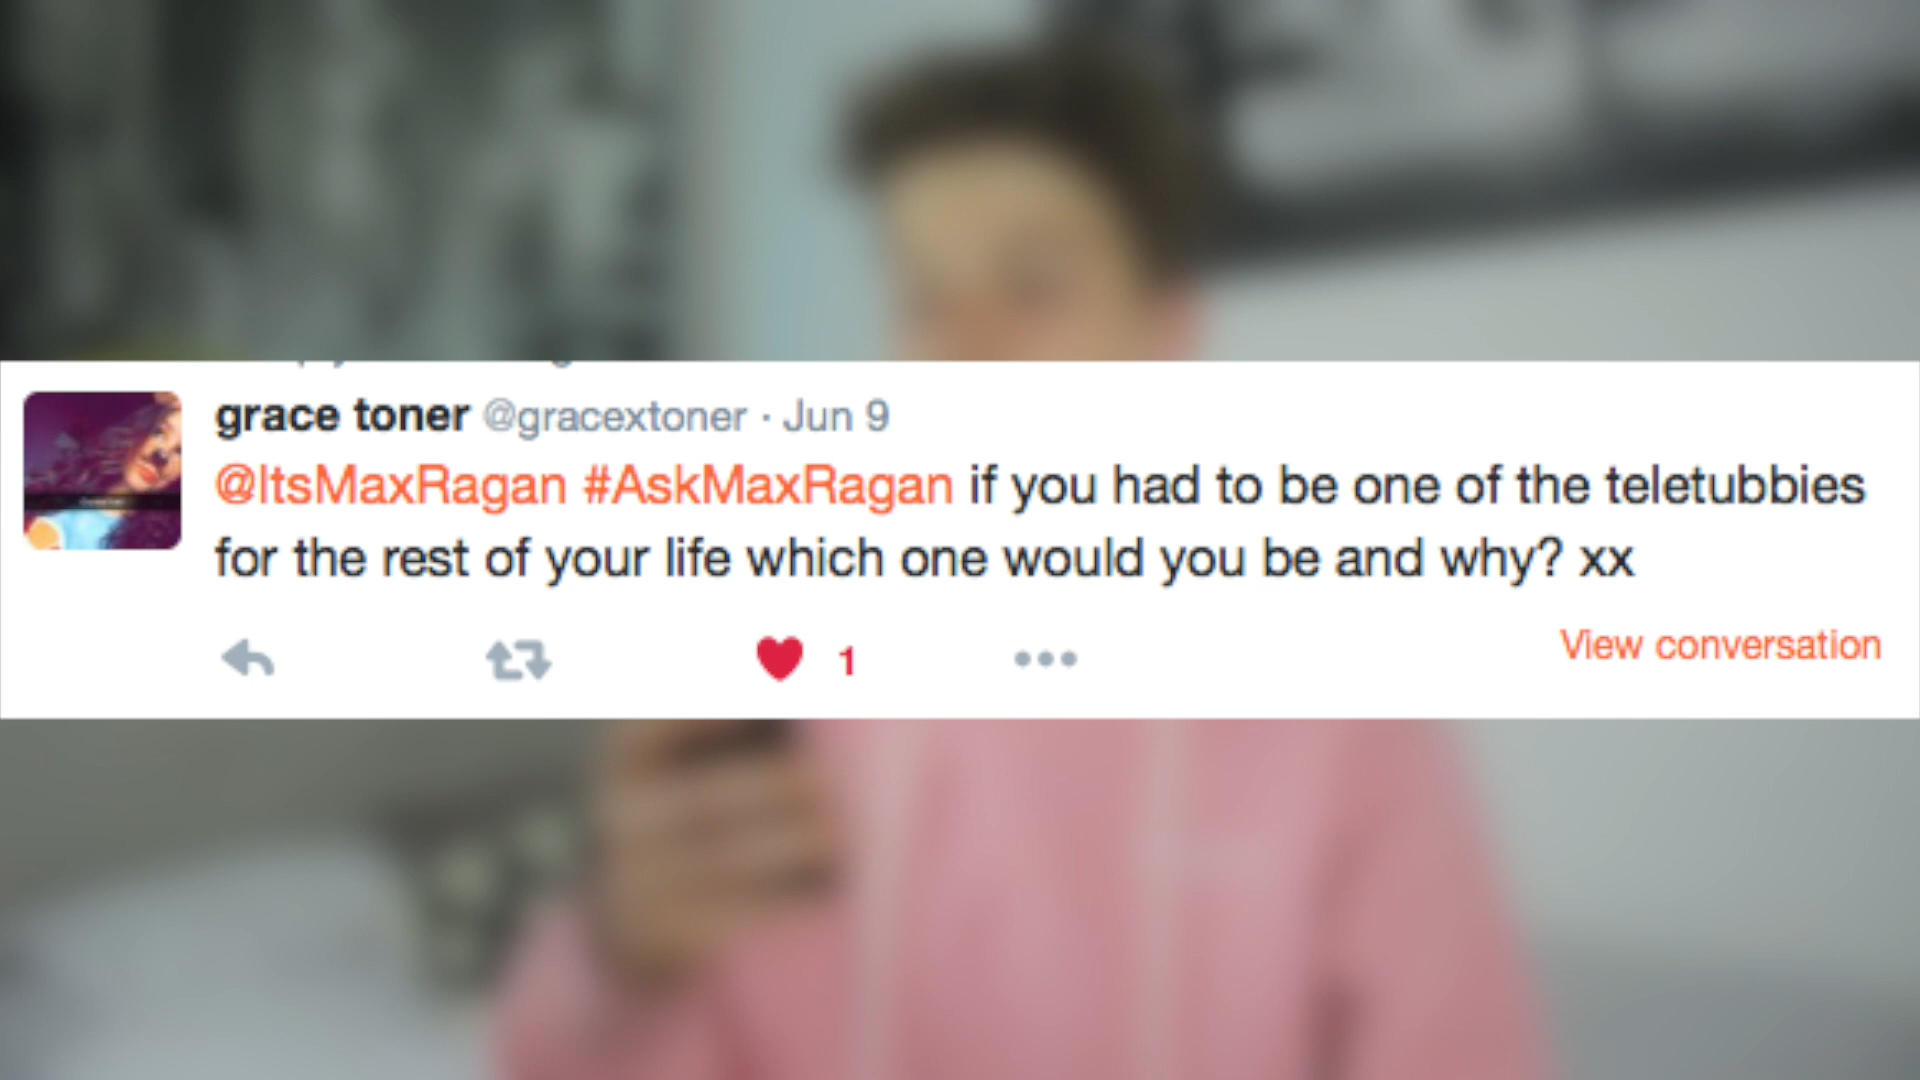 grace toner @gracextoner · Jun 9
@ItsMaxRagan #AskMaxRagan if you had to be one of the teletubbies
for the rest of your life which one would you be and why? xx
1
View conversation